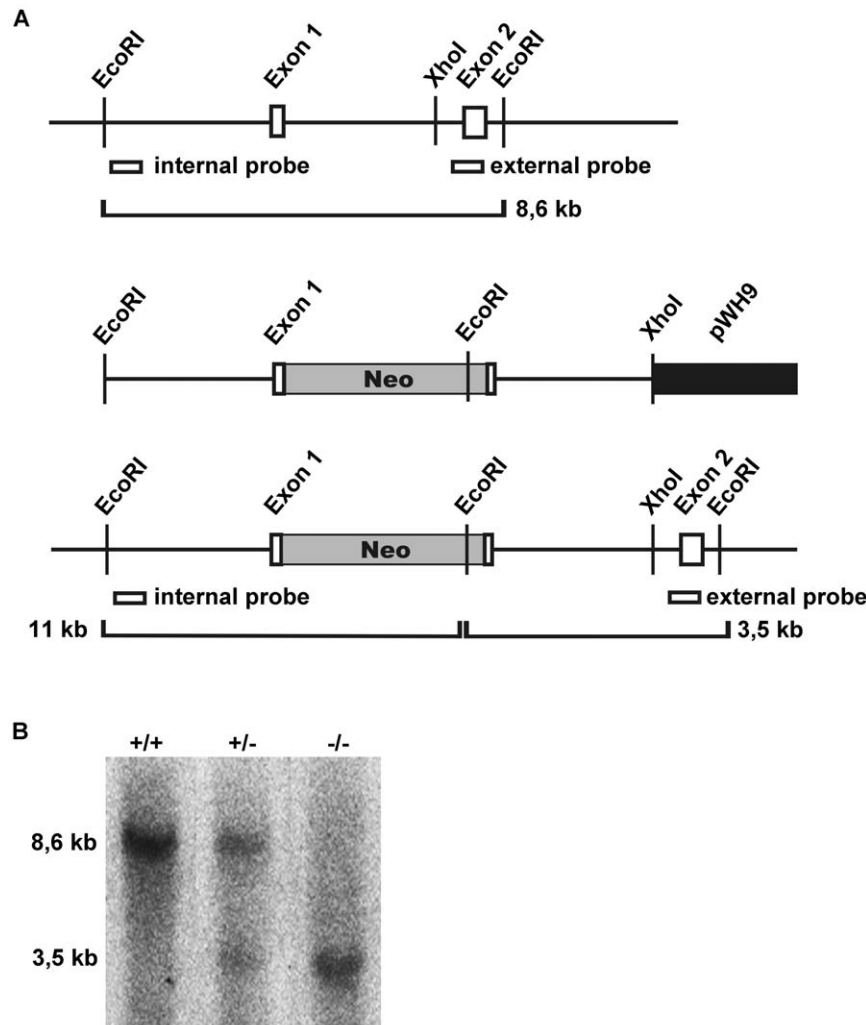 A
EcoRI Exon 1 XhoI Exon 2 EcoRI
internal probe external probe
8,6 kb
EcoRI Exon 1 EcoRI XhoI pWH9
Neo
EcoRI Exon 1 EcoRI XhoI Exon 2 EcoRI
Neo
internal probe external probe
11 kb 3,5 kb
B
+/+ +/- -/-
8,6 kb
3,5 kb